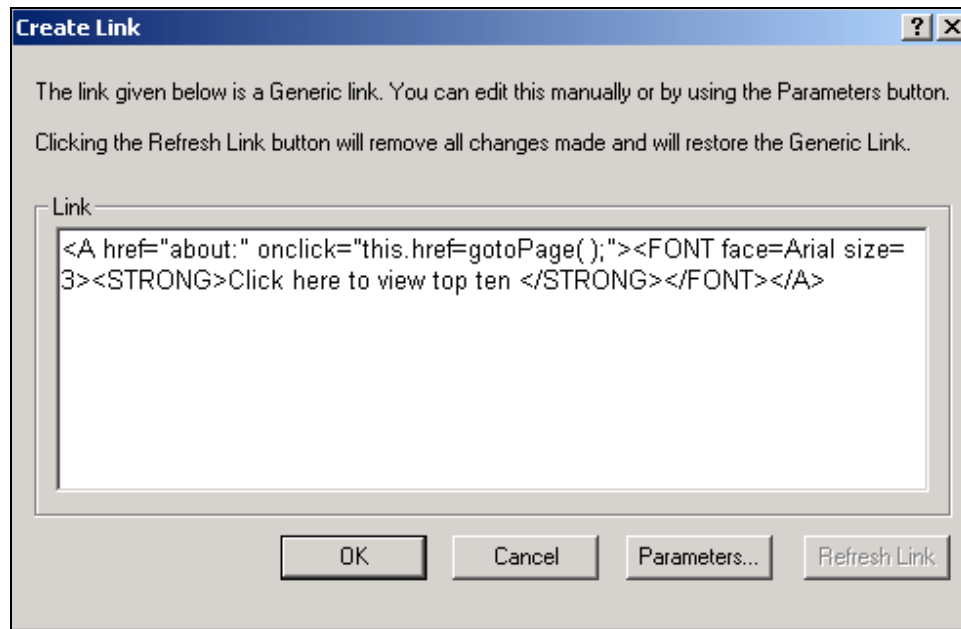 Create Link
The link given below is a Generic link. You can edit this manually or by using the Parameters button.
Clicking the Refresh Link button will remove all changes made and will restore the Generic Link.
Link
<A href="about:" onclick="this.href=gotoPage( );"><FONT face=Arial size=
3><STRONG>Click here to view top ten </STRONG></FONT></A>
OK Cancel Parameters... Refresh Link